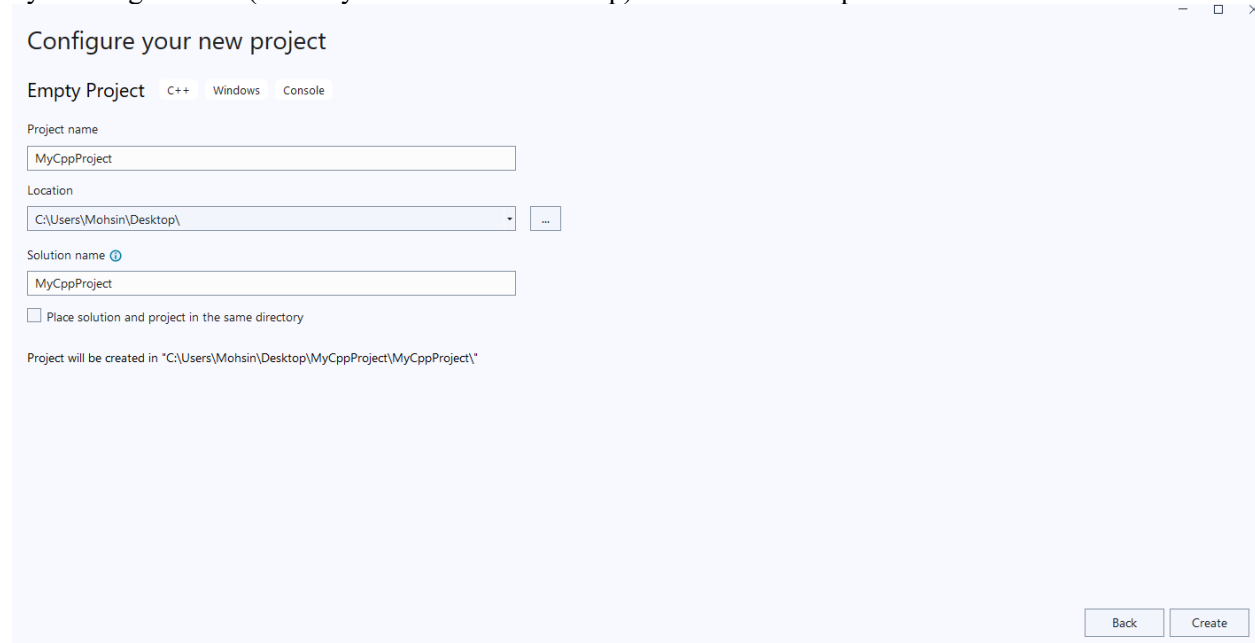 Configure your new project
Empty Project C++ Windows Console
Project name
MyCppProject
Location
C:\Users\Mohsin\Desktop\ ...
Solution name
MyCppProject
Place solution and project in the same directory
Project will be created in "C:\Users\Mohsin\Desktop\MyCppProject\MyCppProject\"
Back Create